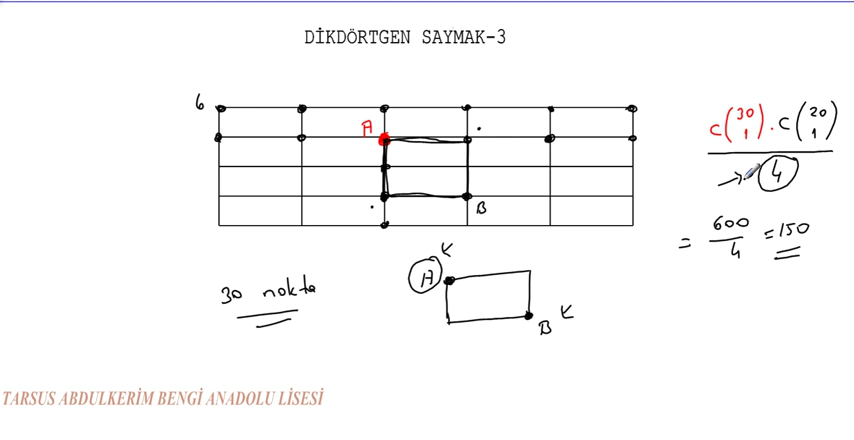 DİKDÖRTGEN SAYMAK-3
6
A
B
C(30 1) . C(20 1)
→ 4
= 600/4 = 150
30 nokta
A
B
TARSUS ABDULKERİM BENGİ ANADOLU LİSESİ